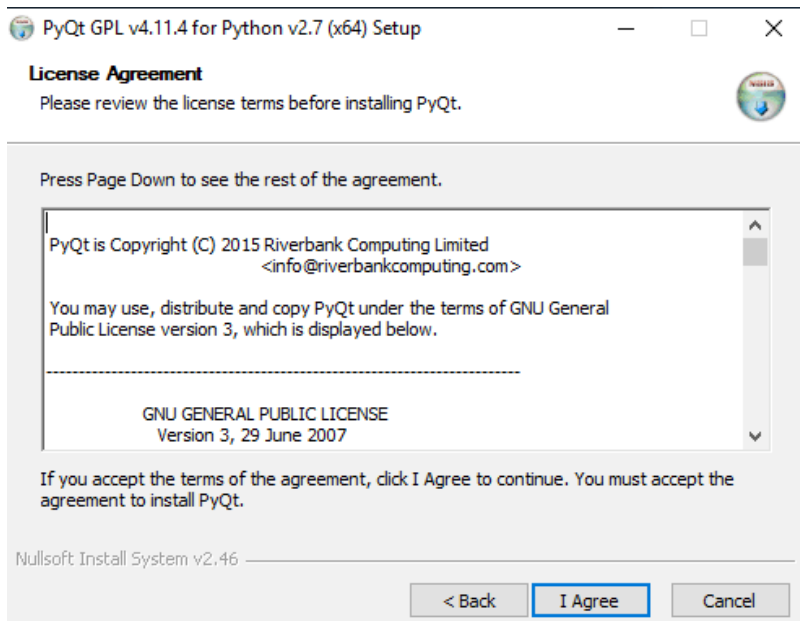 PyQt GPL v4.11.4 for Python v2.7 (x64) Setup
License Agreement
Please review the license terms before installing PyQt.
NSIS
Press Page Down to see the rest of the agreement.
PyQt is Copyright (C) 2015 Riverbank Computing Limited
<info@riverbankcomputing.com>
You may use, distribute and copy PyQt under the terms of GNU General
Public License version 3, which is displayed below.
---------------------------------------------------------------------------
GNU GENERAL PUBLIC LICENSE
Version 3, 29 June 2007
If you accept the terms of the agreement, click I Agree to continue. You must accept the
agreement to install PyQt.
Nullsoft Install System v2.46
< Back I Agree Cancel